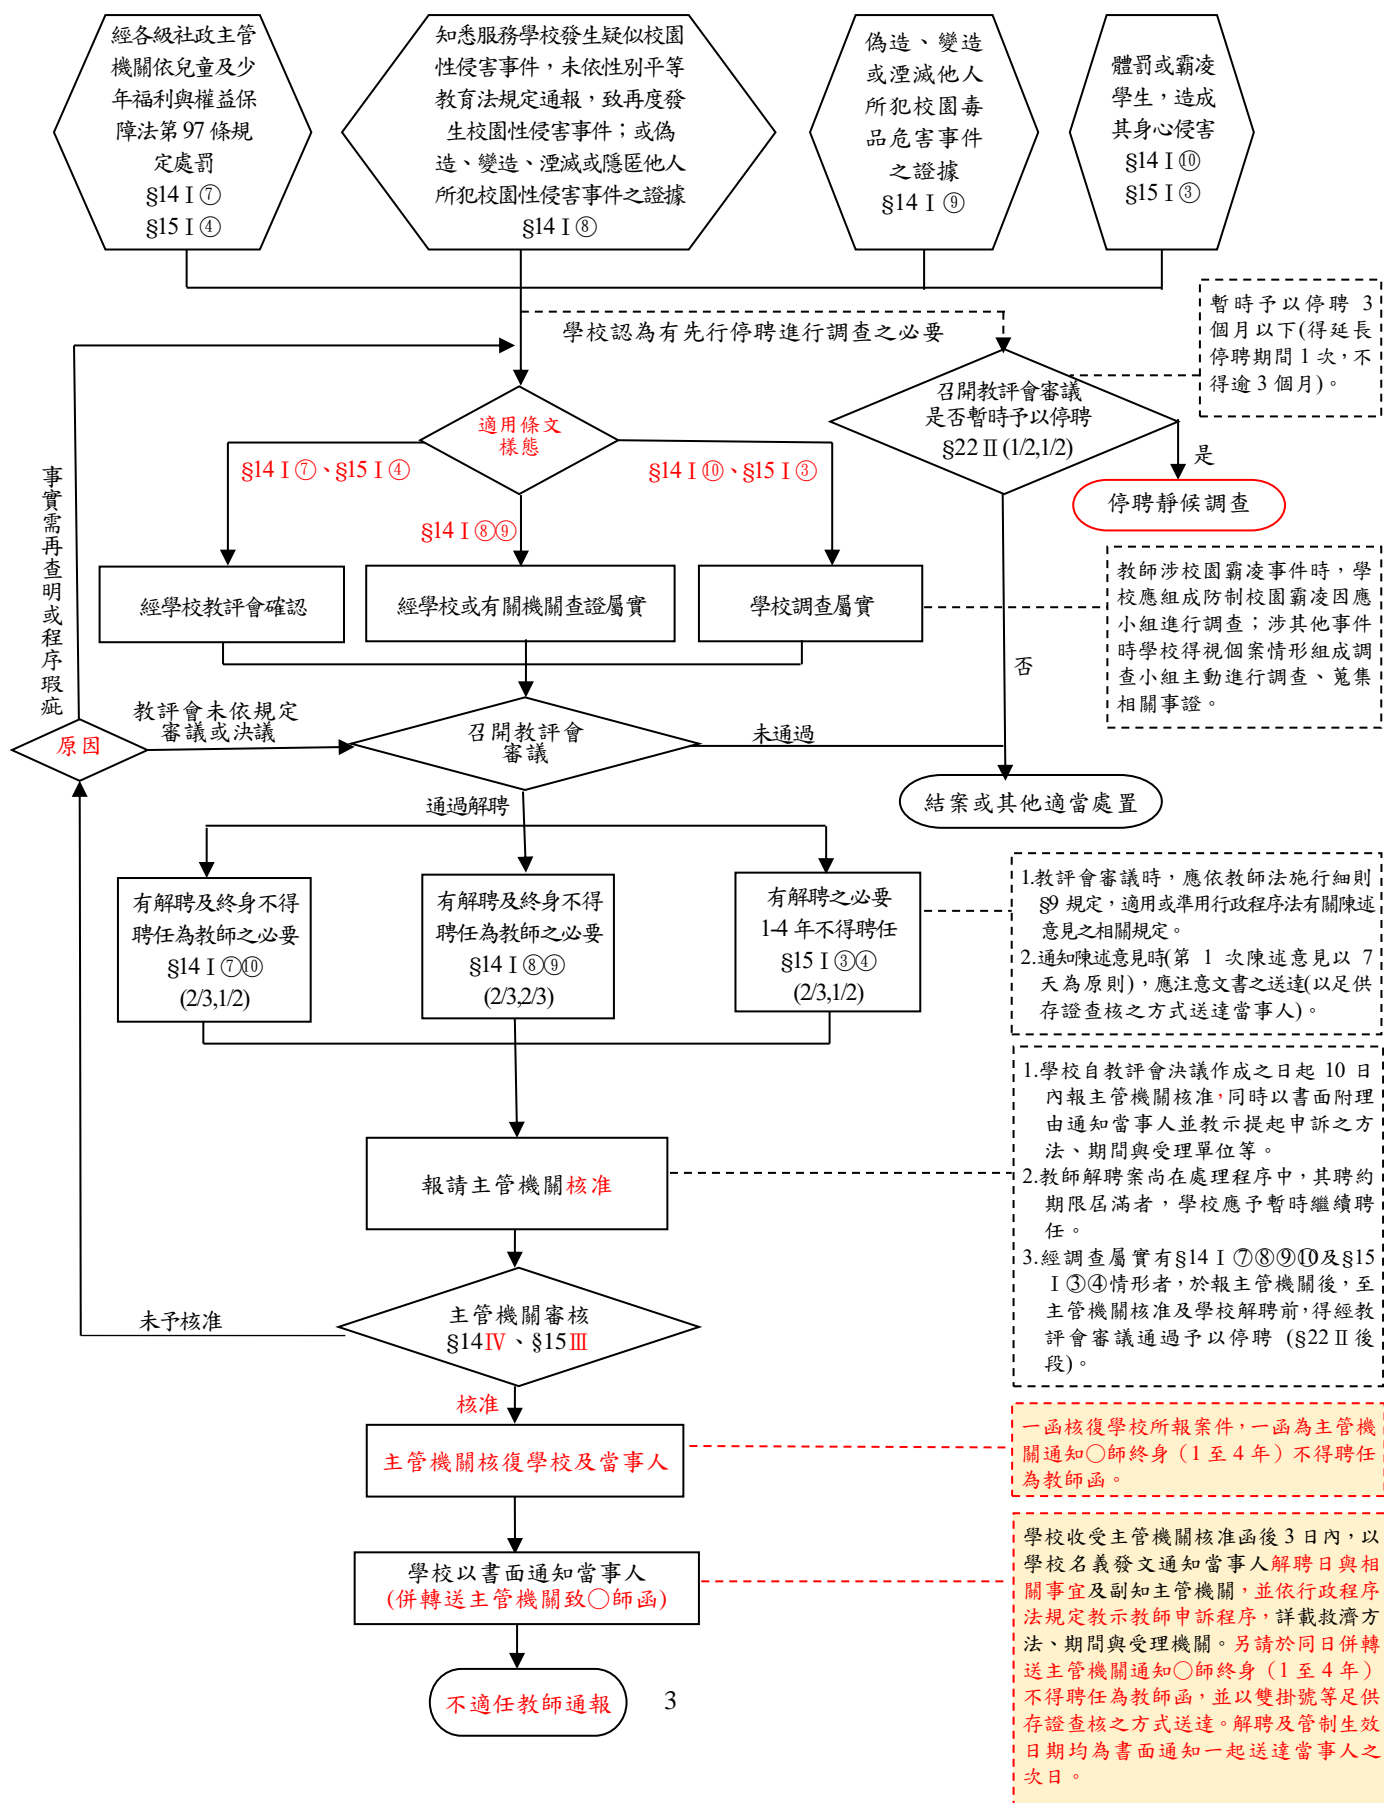 經各級社政主管
機關依兒童及少
年福利與權益保
障法第 97 條規
定處罰
§14Ⅰ⑦
§15Ⅰ④
知悉服務學校發生疑似校園
性侵害事件，未依性別平等
教育法規定通報，致再度發
生校園性侵害事件；或偽
造、變造、湮滅或隱匿他人
所犯校園性侵害事件之證據
§14Ⅰ⑧
偽造、變造
或湮滅他人
所犯校園毒
品危害事件
之證據
§14Ⅰ⑨
體罰或霸凌
學生，造成
其身心侵害
§14Ⅰ⑩
§15Ⅰ③
暫時予以停聘 3
個月以下(得延長
停聘期間 1 次，不
得逾 3 個月)。
學校認為有先行停聘進行調查之必要
召開教評會審議
是否暫時予以停聘
§22Ⅱ(1/2,1/2)
是
停聘靜候調查
否
適用條文
樣態
§14Ⅰ⑦、§15Ⅰ④
§14Ⅰ⑧⑨
§14Ⅰ⑩、§15Ⅰ③
經學校教評會確認
經學校或有關機關查證屬實
學校調查屬實
教師涉校園霸凌事件時，學
校應組成防制校園霸凌因應
小組進行調查；涉其他事件
時學校得視個案情形組成調
查小組主動進行調查、蒐集
相關事證。
事實需再查明或程序瑕疵
原因
教評會未依規定
審議或決議
召開教評會
審議
未通過
結案或其他適當處置
通過解聘
有解聘及終身不得
聘任為教師之必要
§14Ⅰ⑦⑩
(2/3,1/2)
有解聘及終身不得
聘任為教師之必要
§14Ⅰ⑧⑨
(2/3,2/3)
有解聘之必要
1-4 年不得聘任
§15Ⅰ③④
(2/3,1/2)
1.教評會審議時，應依教師法施行細則
§9 規定，適用或準用行政程序法有關陳述
意見之相關規定。
2.通知陳述意見時(第 1 次陳述意見以 7
天為原則)，應注意文書之送達(以足供
存證查核之方式送達當事人)。
1.學校自教評會決議作成之日起 10 日
內報主管機關核准，同時以書面附理
由通知當事人並教示提起申訴之方
法、期間與受理單位等。
2.教師解聘案尚在處理程序中，其聘約
期限屆滿者，學校應予暫時繼續聘
任。
3.經調查屬實有§14Ⅰ⑦⑧⑨⑩及§15
Ⅰ③④情形者，於報主管機關後，至
主管機關核准及學校解聘前，得經教
評會審議通過予以停聘 (§22Ⅱ後
段)。
報請主管機關核准
未予核准
主管機關審核
§14Ⅳ、§15Ⅲ
核准
主管機關核復學校及當事人
一函核復學校所報案件，一函為主管機
關通知○師終身（1 至 4 年）不得聘任
為教師函。
學校以書面通知當事人
(併轉送主管機關致○師函)
學校收受主管機關核准函後 3 日內，以
學校名義發文通知當事人解聘日與相
關事宜及副知主管機關，並依行政程序
法規定教示教師申訴程序，詳載救濟方
法、期間與受理機關。另請於同日併轉
送主管機關通知○師終身（1 至 4 年）
不得聘任為教師函，並以雙掛號等足供
存證查核之方式送達。解聘及管制生效
日期均為書面通知一起送達當事人之
次日。
不適任教師通報
3